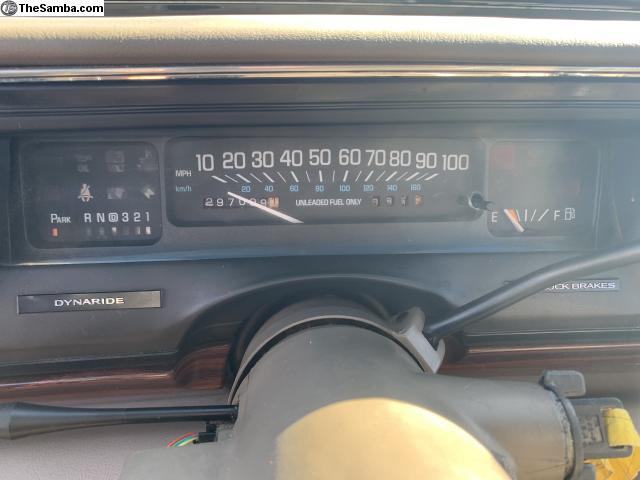 TheSamba.com
MPH 10 20 30 40 50 60 70 80 90 100
km/h 20 40 60 80 100 120 140 160
UNLEADED FUEL ONLY
PARK R N D 3 2 1
E F
DYNARIDE
BRAKES